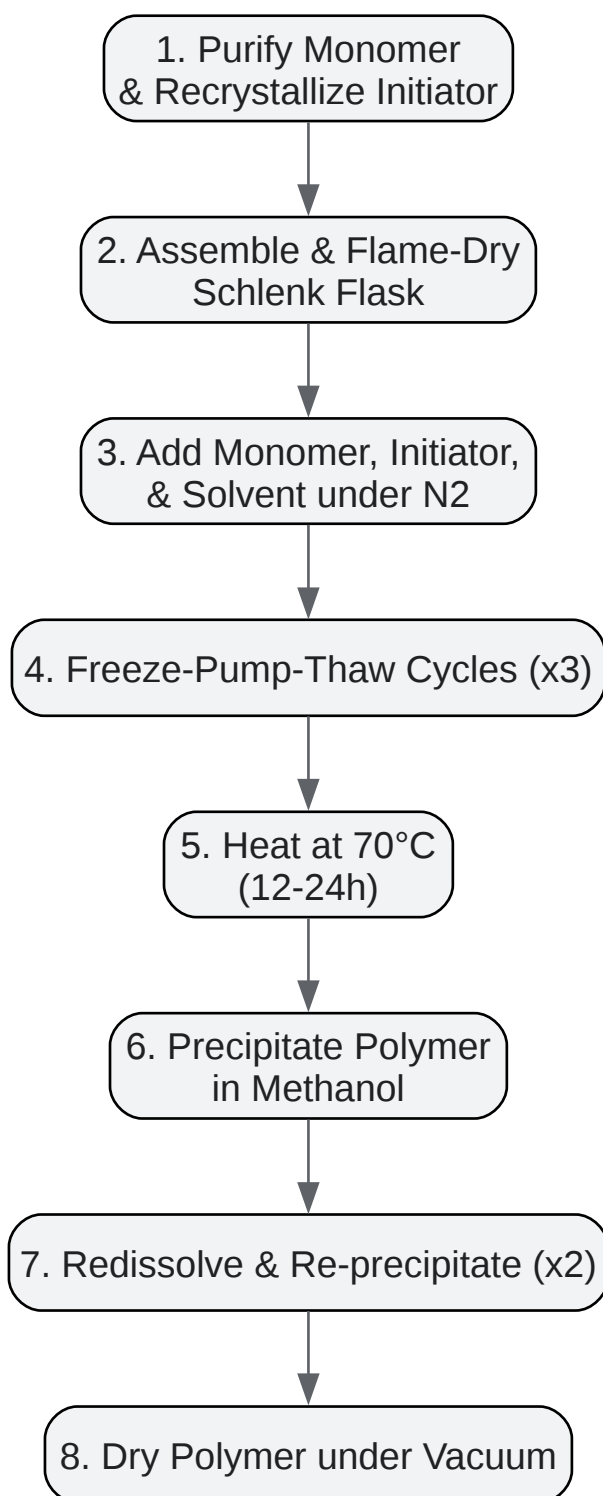 1. Purify Monomer
& Recrystallize Initiator
2. Assemble & Flame-Dry
Schlenk Flask
3. Add Monomer, Initiator,
& Solvent under N2
4. Freeze-Pump-Thaw Cycles (x3)
5. Heat at 70°C
(12-24h)
6. Precipitate Polymer
in Methanol
7. Redissolve & Re-precipitate (x2)
8. Dry Polymer under Vacuum